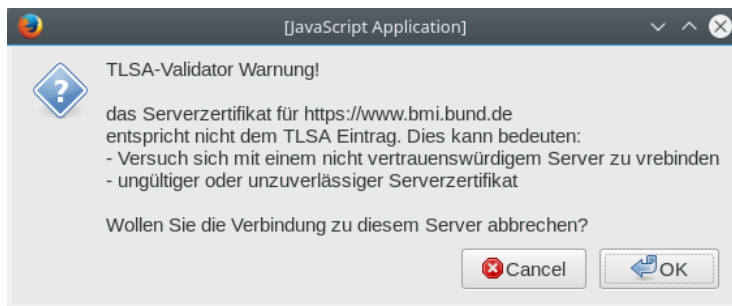 [JavaScript Application]
TLSA-Validator Warnung!
das Serverzertifikat für https://www.bmi.bund.de
entspricht nicht dem TLSA Eintrag. Dies kann bedeuten:
- Versuch sich mit einem nicht vertrauenswürdigem Server zu vrebinden
- ungültiger oder unzuverlässiger Serverzertifikat
Wollen Sie die Verbindung zu diesem Server abbrechen?
Cancel OK